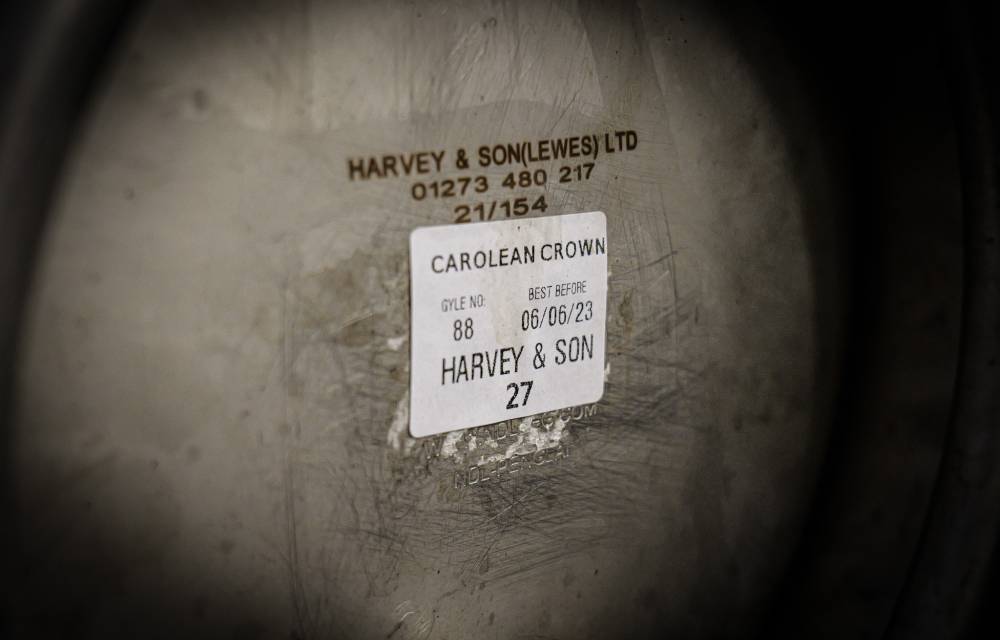 HARVEY & SON(LEWES) LTD
01273 480 217
21/154
CAROLEAN CROWN
GYLE NO: BEST BEFORE
88 06/06/23
HARVEY & SON
27